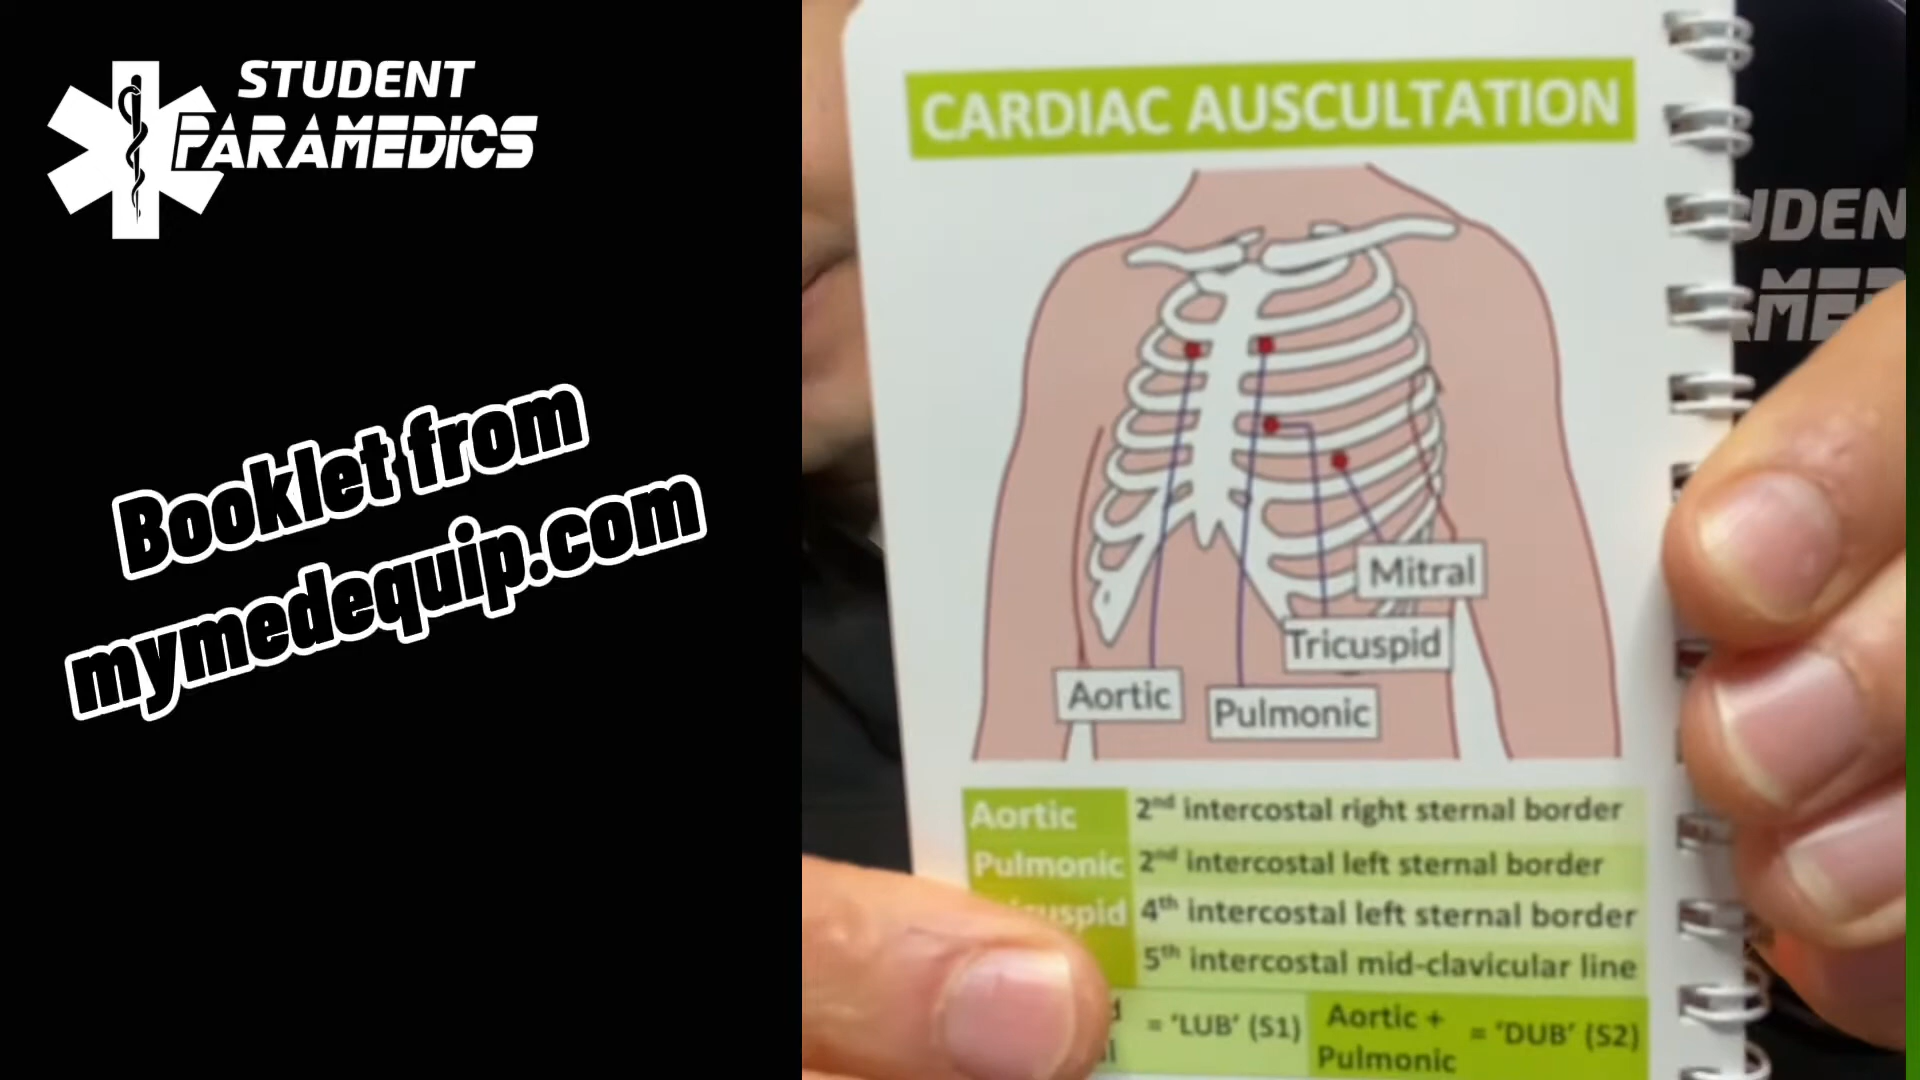 STUDENT
PARAMEDICS
Booklet from
mymedequip.com
CARDIAC AUSCULTATION
Mitral
Tricuspid
Aortic
Pulmonic
Aortic 2nd intercostal right sternal border
Pulmonic 2nd intercostal left sternal border
4th intercostal left sternal border
5th intercostal mid-clavicular line
= 'LUB' (S1)
Aortic +
Pulmonic
= 'DUB' (S2)